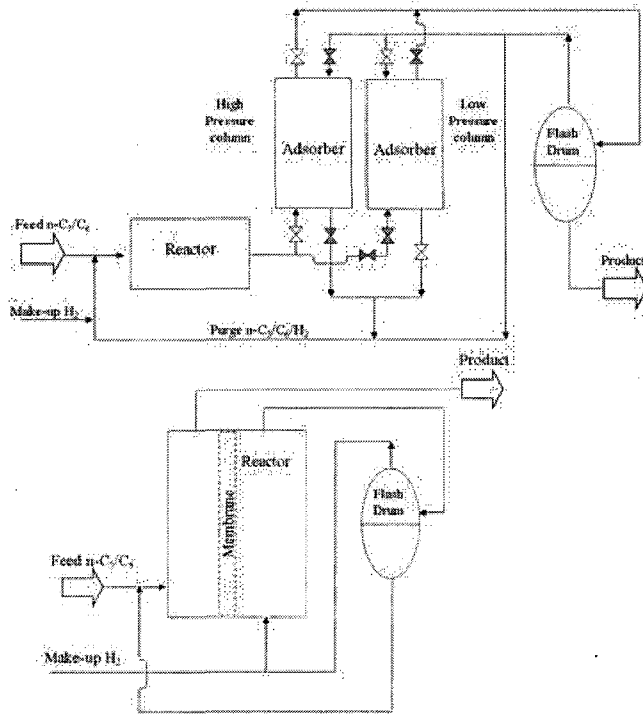 High
Pressure
column
Adsorber
Adsorber
Low
Pressure
column
Flash
Drum
Feed n-C5/C6
Reactor
Product
Make-up H2
Purge n-C5/C6/H2
Product
Reactor
Membrane
Flash
Drum
Feed n-C5/C6
Make-up H2